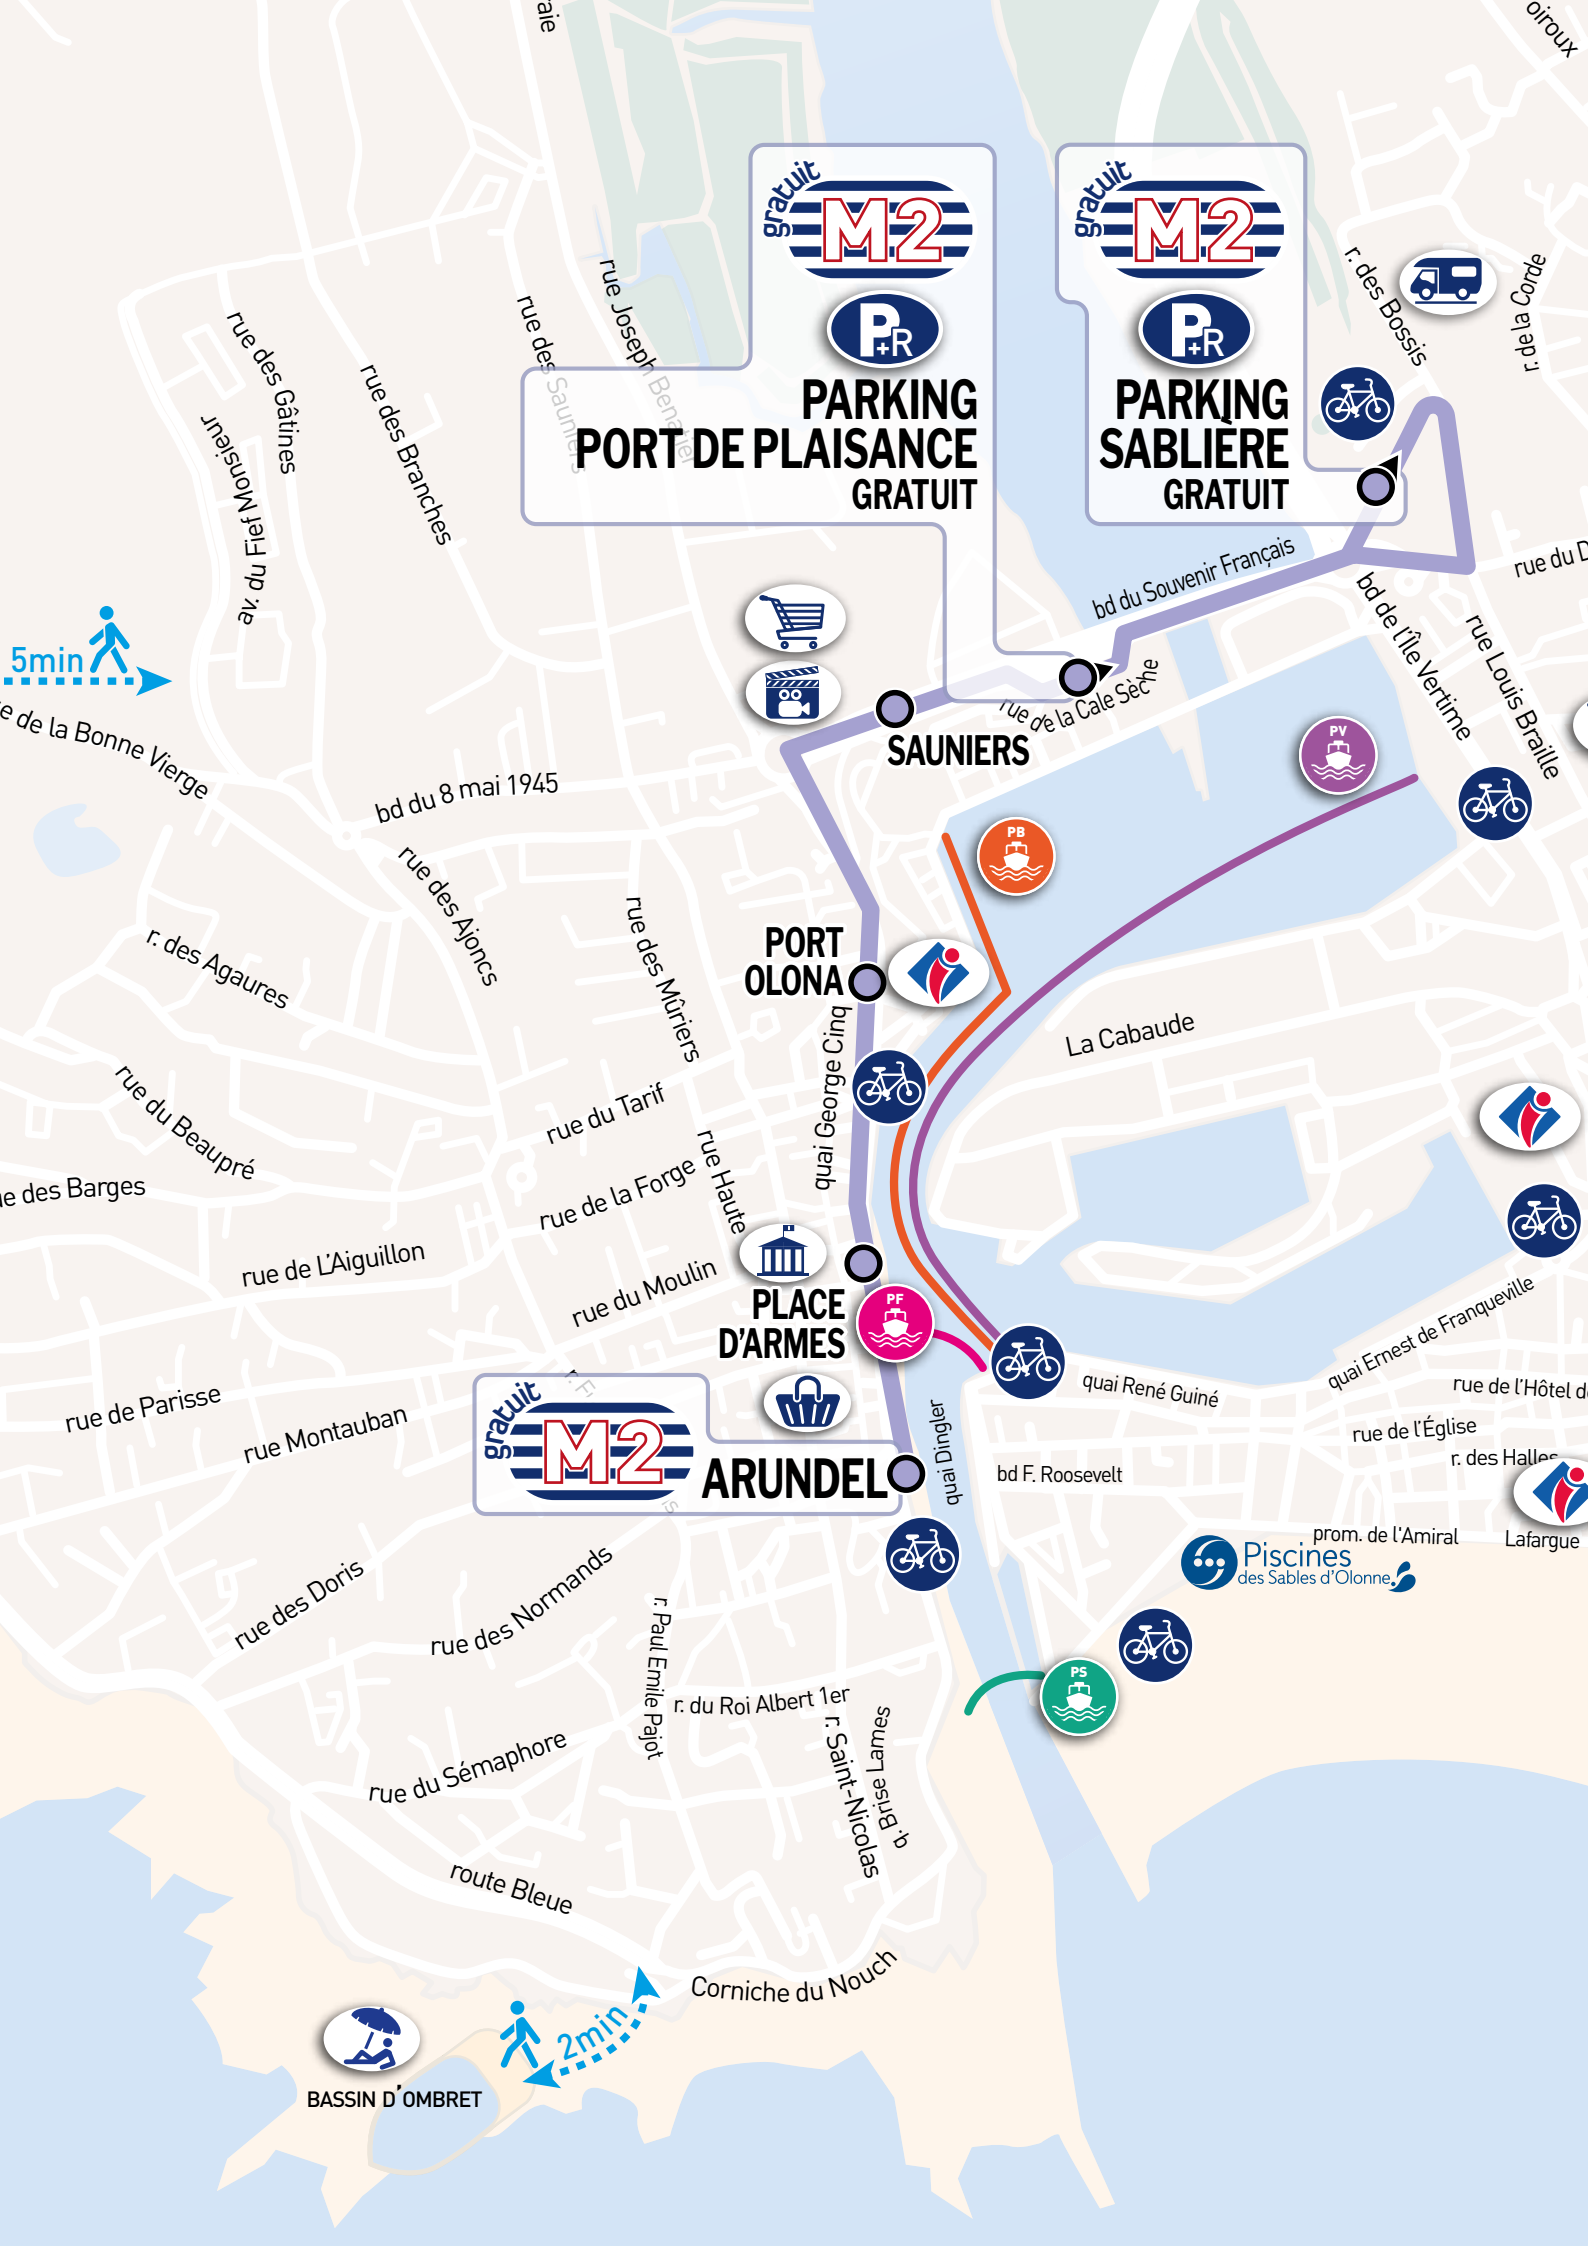 oiroux
raie
gratuit
M2
P+R
PARKING
PORT DE PLAISANCE
GRATUIT
gratuit
M2
P+R
PARKING
SABLIÈRE
GRATUIT
r. des Bossis
r. de la Corde
rue des Gâtines
av. du Fief Monsieur
rue des Branches
rue des Sauniers
rue Joseph Benatier
bd du Souvenir Français
rue du D
bd de l'Île Vertime
rue Louis Braille
5min
e de la Bonne Vierge
rue de la Cale Sèche
SAUNIERS
PV
bd du 8 mai 1945
PB
rue des Ajoncs
rue des Mûriers
r. des Agaures
PORT
OLONA
quai George Cinq
La Cabaude
rue du Beaupré
rue du Tarif
rue de la Forge
rue Haute
ue des Barges
rue de L'Aiguillon
rue du Moulin
PLACE
D'ARMES
PF
quai Ernest de Franqueville
quai René Guiné
rue de l'Hôtel de
rue de Parisse
rue Montauban
r. F
is
gratuit
M2
ARUNDEL
quai Dingler
rue de l'Église
r. des Halles
bd F. Roosevelt
prom. de l'Amiral
Lafargue
Piscines
des Sables d'Olonne
rue des Doris
rue des Normands
r. Paul Emile Pajot
PS
r. du Roi Albert 1er
r. Saint-Nicolas
q. Brise Lames
rue du Sémaphore
route Bleue
Corniche du Nouch
2min
BASSIN D'OMBRET